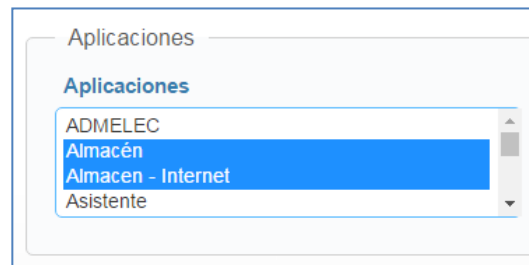 Aplicaciones
Aplicaciones
ADMELEC
Almacén
Almacen - Internet
Asistente